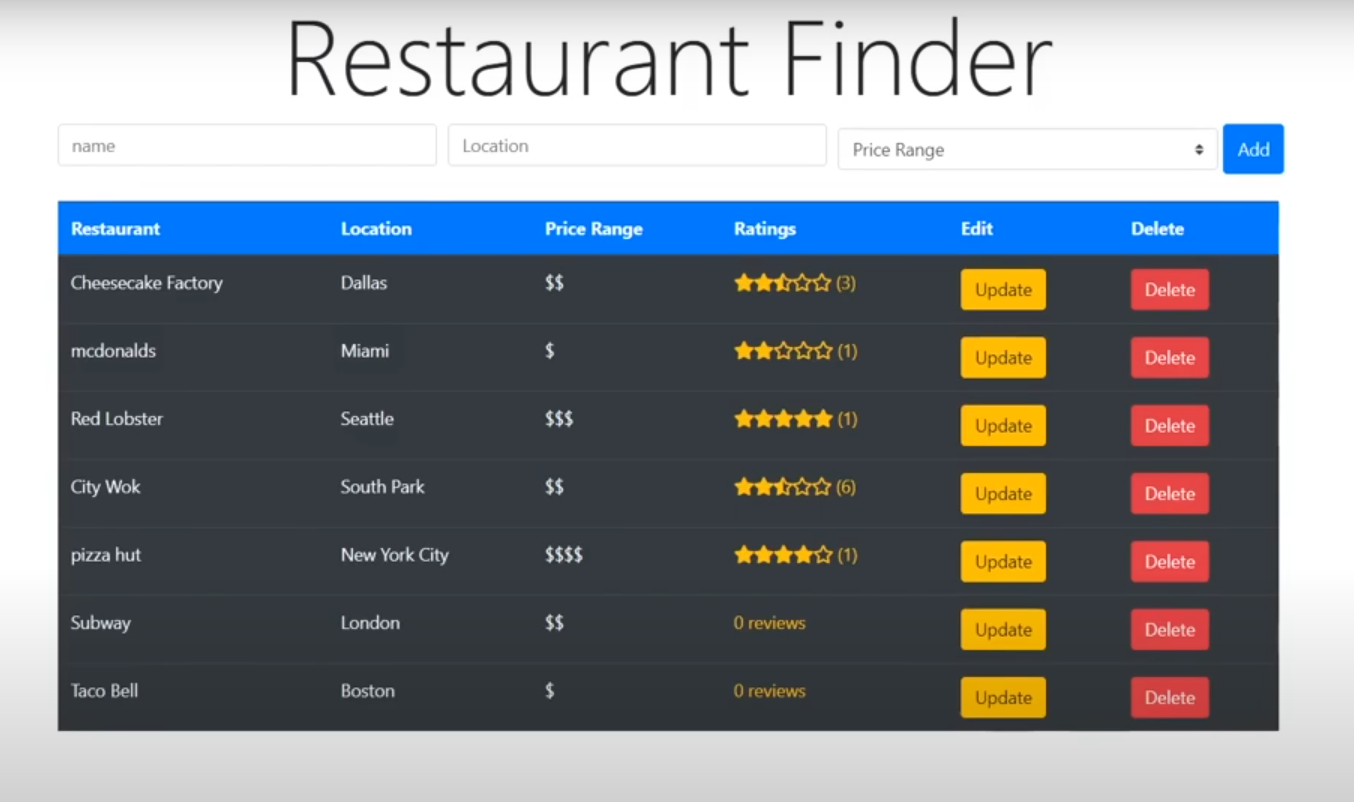 Restaurant Finder
name Location Price Range Add
Restaurant Location Price Range Ratings Edit Delete
Cheesecake Factory Dallas $$ (3) Update Delete
mcdonalds Miami $ (1) Update Delete
Red Lobster Seattle $$$ (1) Update Delete
City Wok South Park $$ (6) Update Delete
pizza hut New York City $$$$ (1) Update Delete
Subway London $$ 0 reviews Update Delete
Taco Bell Boston $ 0 reviews Update Delete